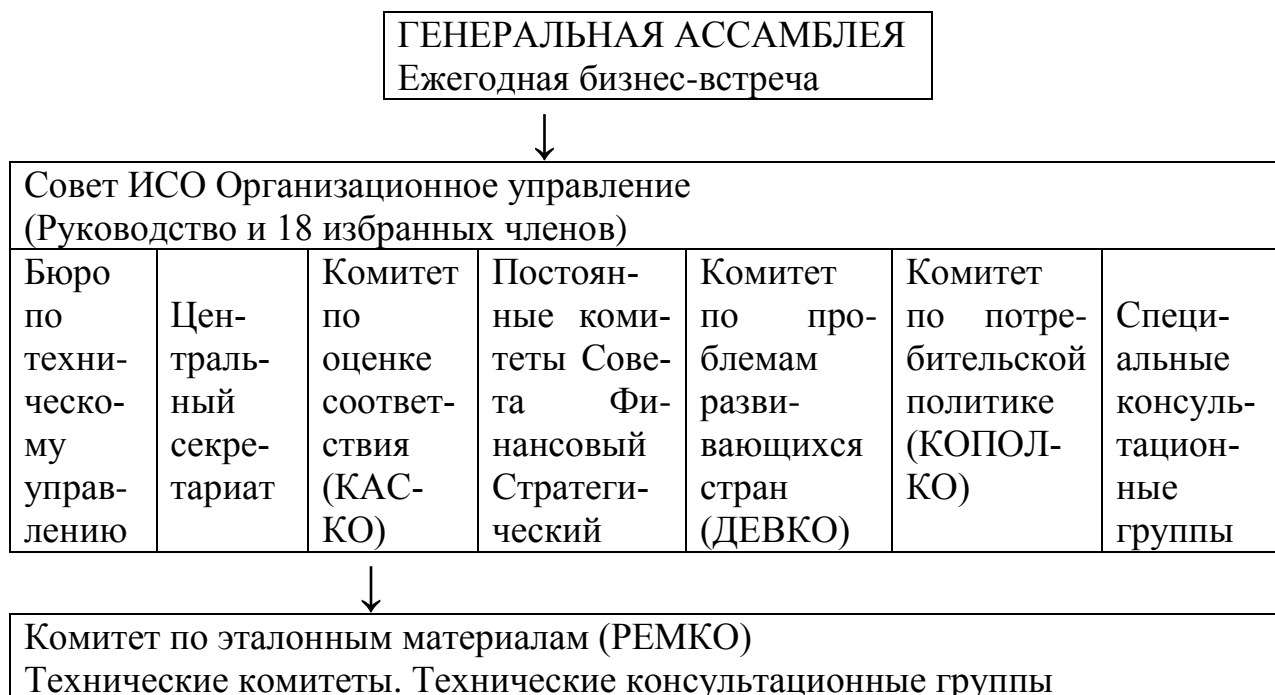 ГЕНЕРАЛЬНАЯ АССАМБЛЕЯ
Ежегодная бизнес-встреча
↓
Совет ИСО Организационное управление
(Руководство и 18 избранных членов)
Бюро
по
техни-
ческо-
му
управ-
лению
Цен-
траль-
ный
секре-
тариат
Комитет
по
оценке
соответ-
ствия
(КАС-
КО)
Постоян-
ные коми-
теты Сове-
та Фи-
нансовый
Стратеги-
ческий
Комитет
по про-
блемам
разви-
вающихся
стран
(ДЕВКО)
Комитет
по потре-
бительской
политике
(КОПОЛ-
КО)
Специ-
альные
консуль-
тацион-
ные
группы
↓
Комитет по эталонным материалам (РЕМКО)
Технические комитеты. Технические консультационные группы